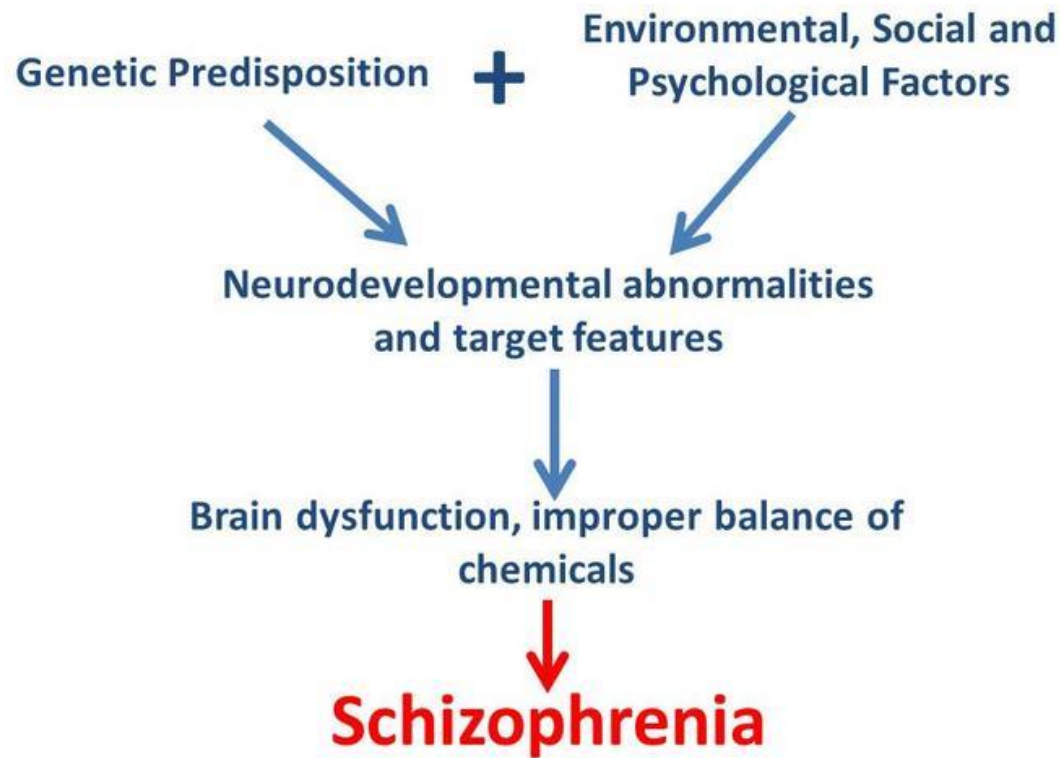 Genetic Predisposition + Environmental, Social and
Psychological Factors
Neurodevelopmental abnormalities
and target features
Brain dysfunction, improper balance of
chemicals
Schizophrenia